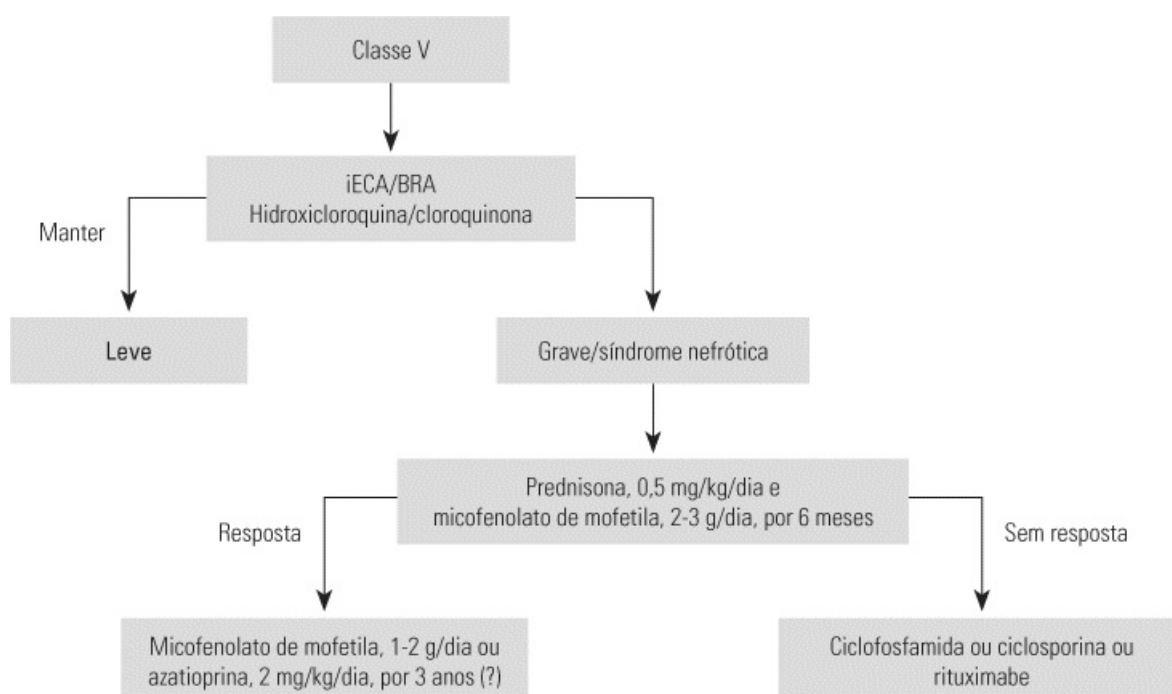 Classe V
iECA/BRA
Hidroxicloroquina/cloroquinona
Manter
Leve
Grave/síndrome nefrótica
Prednisona, 0,5 mg/kg/dia e
micofenolato de mofetila, 2-3 g/dia, por 6 meses
Resposta
Sem resposta
Micofenolato de mofetila, 1-2 g/dia ou
azatioprina, 2 mg/kg/dia, por 3 anos (?)
Ciclofosfamida ou ciclosporina ou
rituximabe